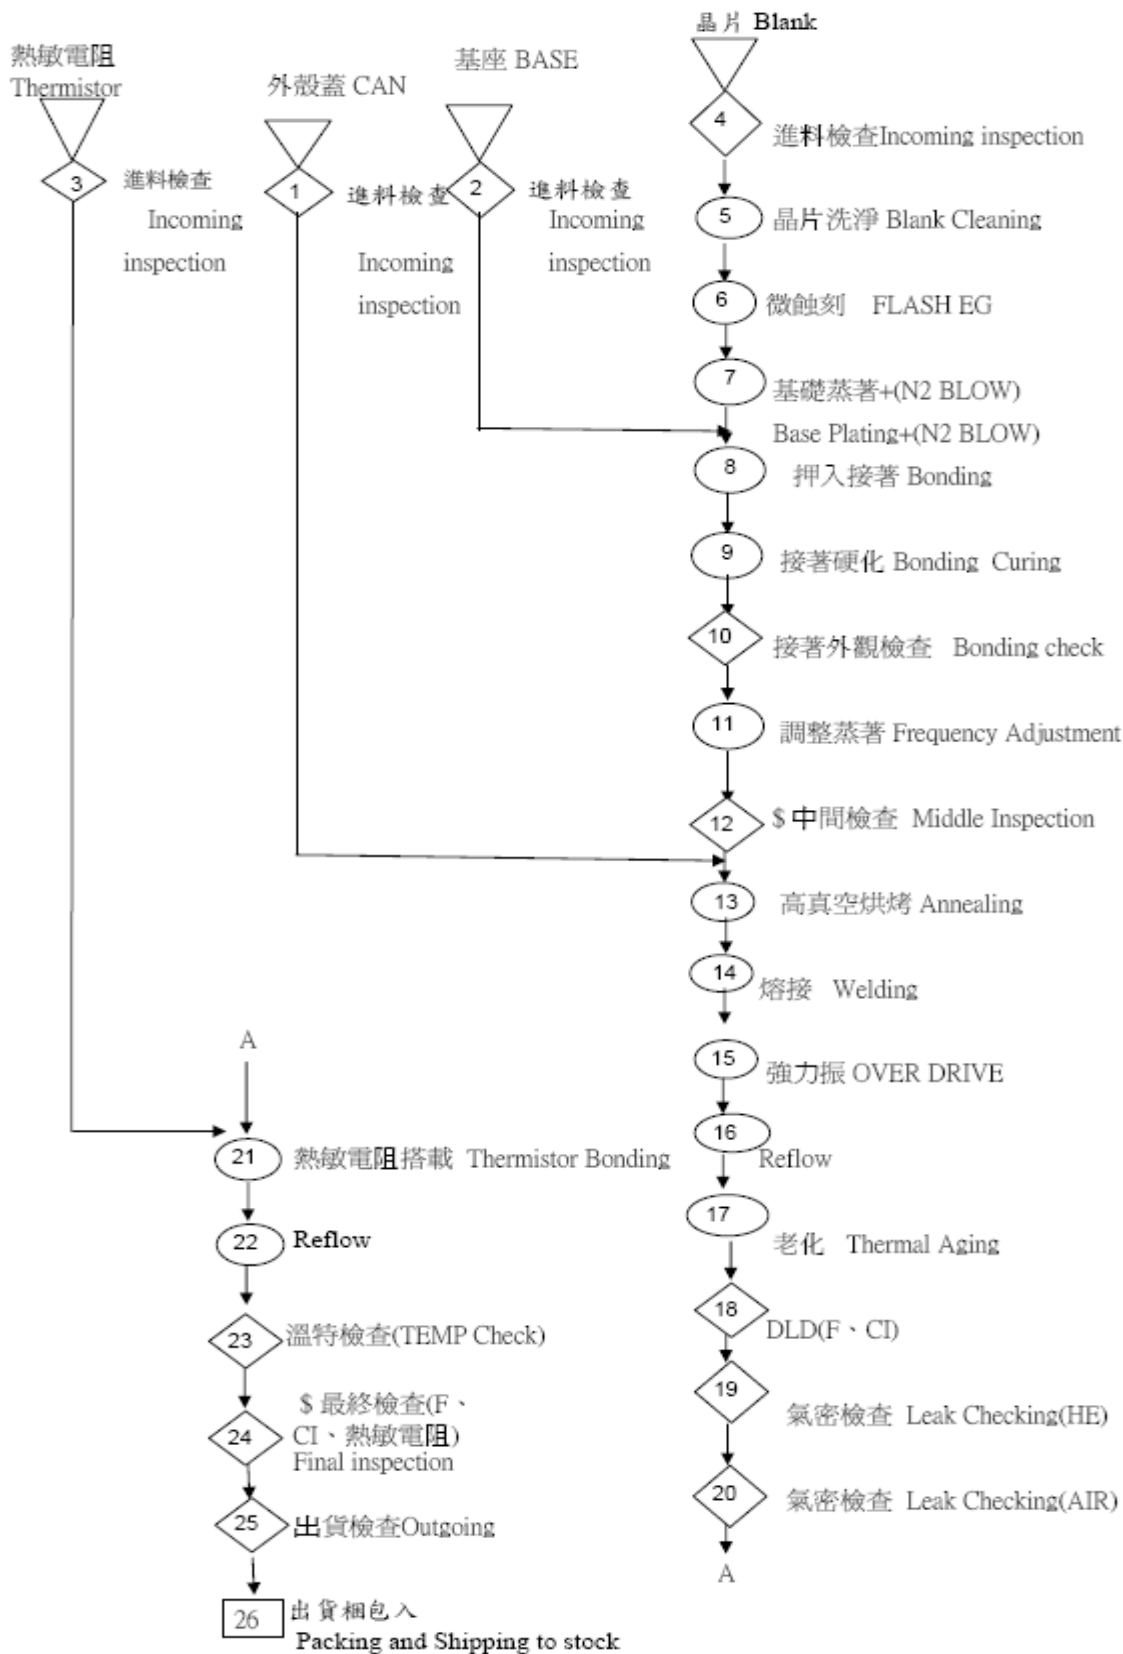 晶片 Blank
熱敏電阻
Thermistor
外殼蓋 CAN
基座 BASE
4
進料檢查Incoming inspection
3
進料檢查
Incoming
inspection
1
進料檢查
Incoming
inspection
2
進料檢查
Incoming
inspection
5
晶片洗淨 Blank Cleaning
6
微蝕刻 FLASH EG
7
基礎蒸著+(N2 BLOW)
Base Plating+(N2 BLOW)
8
押入接著 Bonding
9
接著硬化 Bonding Curing
10
接著外觀檢查 Bonding check
11
調整蒸著 Frequency Adjustment
12
$ 中間檢查 Middle Inspection
13
高真空烘烤 Annealing
14
熔接 Welding
15
強力振 OVER DRIVE
16
Reflow
17
老化 Thermal Aging
18
DLD(F、CI)
19
氣密檢查 Leak Checking(HE)
20
氣密檢查 Leak Checking(AIR)
A
A
21
熱敏電阻搭載 Thermistor Bonding
22
Reflow
23
溫特檢查(TEMP Check)
24
$ 最終檢查(F、
CI、熱敏電阻)
Final inspection
25
出貨檢查Outgoing
26
出貨梱包入
Packing and Shipping to stock